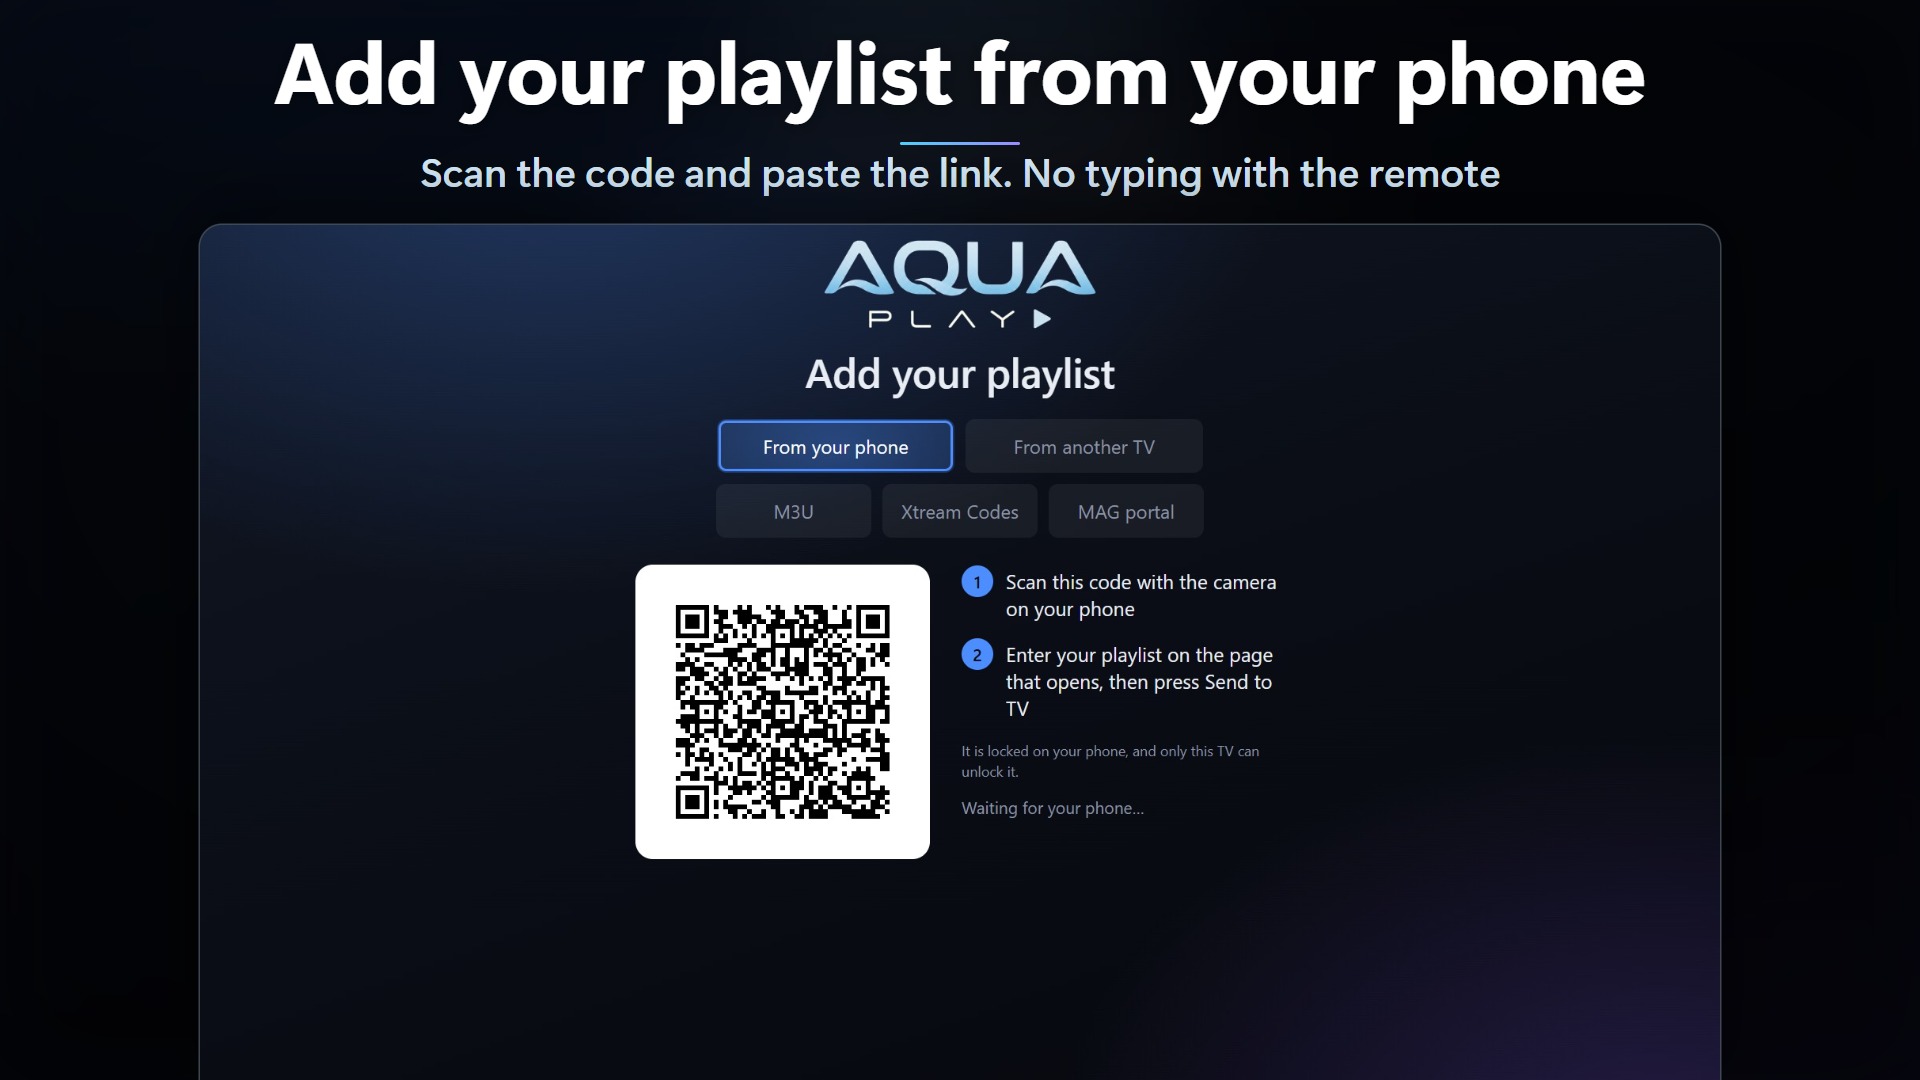 Add your playlist from your phone
Scan the code and paste the link. No typing with the remote
AQUA
PLAY
Add your playlist
From your phone
From another TV
M3U
Xtream Codes
MAG portal
1
Scan this code with the camera
on your phone
2
Enter your playlist on the page
that opens, then press Send to
TV
It is locked on your phone, and only this TV can
unlock it.
Waiting for your phone...